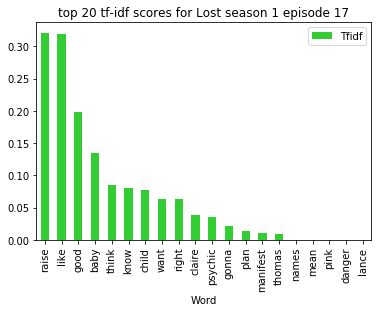 top 20 tf-idf scores for Lost season 1 episode 17
Tfidf
0.30
0.25
0.20
0.15
0.10
0.05
0.00
raise
like
good
baby
think
know
child
want
right
claire
psychic
gonna
plan
manifest
thomas
names
mean
pink
danger
lance
Word